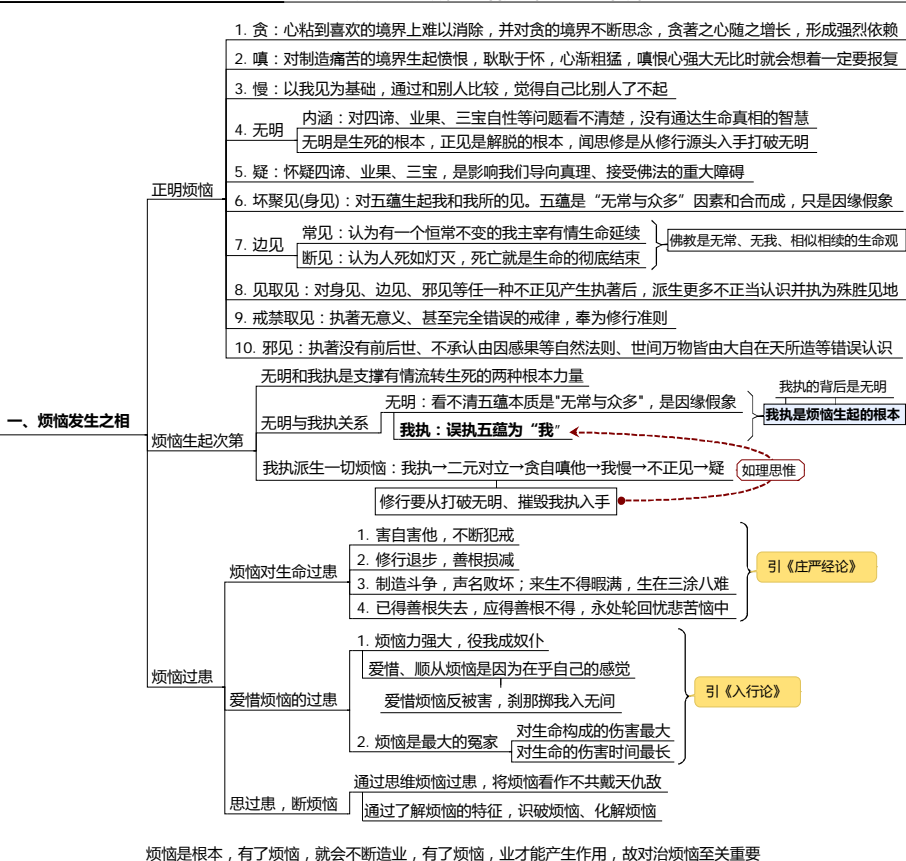 1. 贪：心粘到喜欢的境界上难以消除，并对贪的境界不断思念，贪著之心随之增长，形成强烈依赖
2. 嗔：对制造痛苦的境界生起愤恨，耿耿于怀，心渐粗猛，嗔恨心强大无比时就会想着一定要报复
3. 慢：以我见为基础，通过和别人比较，觉得自己比别人了不起
4. 无明
内涵：对四谛、业果、三宝自性等问题看不清楚，没有通达生命真相的智慧
无明是生死的根本，正见是解脱的根本，闻思修是从修行源头入手打破无明
正明烦恼
5. 疑：怀疑四谛、业果、三宝，是影响我们导向真理、接受佛法的重大障碍
6. 坏聚见(身见)：对五蕴生起我和我所的见。五蕴是“无常与众多”因素和合而成，只是因缘假象
7. 边见
常见：认为有一个恒常不变的我主宰有情生命延续
断见：认为人死如灯灭，死亡就是生命的彻底结束
佛教是无常、无我、相似相续的生命观
8. 见取见：对身见、边见、邪见等任一种不正见产生执著后，派生更多不正当认识并执为殊胜见地
9. 戒禁取见：执著无意义、甚至完全错误的戒律，奉为修行准则
10. 邪见：执著没有前后世、不承认由因感果等自然法则、世间万物皆由大自在天所造等错误认识
一、烦恼发生之相
烦恼生起次第
无明和我执是支撑有情流转生死的两种根本力量
无明与我执关系
无明：看不清五蕴本质是"无常与众多"，是因缘假象
我执：误执五蕴为“我”
我执的背后是无明
我执是烦恼生起的根本
我执派生一切烦恼：我执→二元对立→贪自嗔他→我慢→不正见→疑
如理思惟
修行要从打破无明、摧毁我执入手
烦恼过患
烦恼对生命过患
1. 害自害他，不断犯戒
2. 修行退步，善根损减
3. 制造斗争，声名败坏；来生不得暇满，生在三涂八难
4. 已得善根失去，应得善根不得，永处轮回忧悲苦恼中
引《庄严经论》
爱惜烦恼的过患
1. 烦恼力强大，役我成奴仆
爱惜、顺从烦恼是因为在乎自己的感觉
爱惜烦恼反被害，刹那掷我入无间
2. 烦恼是最大的冤家
对生命构成的伤害最大
对生命的伤害时间最长
引《入行论》
思过患，断烦恼
通过思维烦恼过患，将烦恼看作不共戴天仇敌
通过了解烦恼的特征，识破烦恼、化解烦恼
烦恼是根本，有了烦恼，就会不断造业，有了烦恼，业才能产生作用，故对治烦恼至关重要